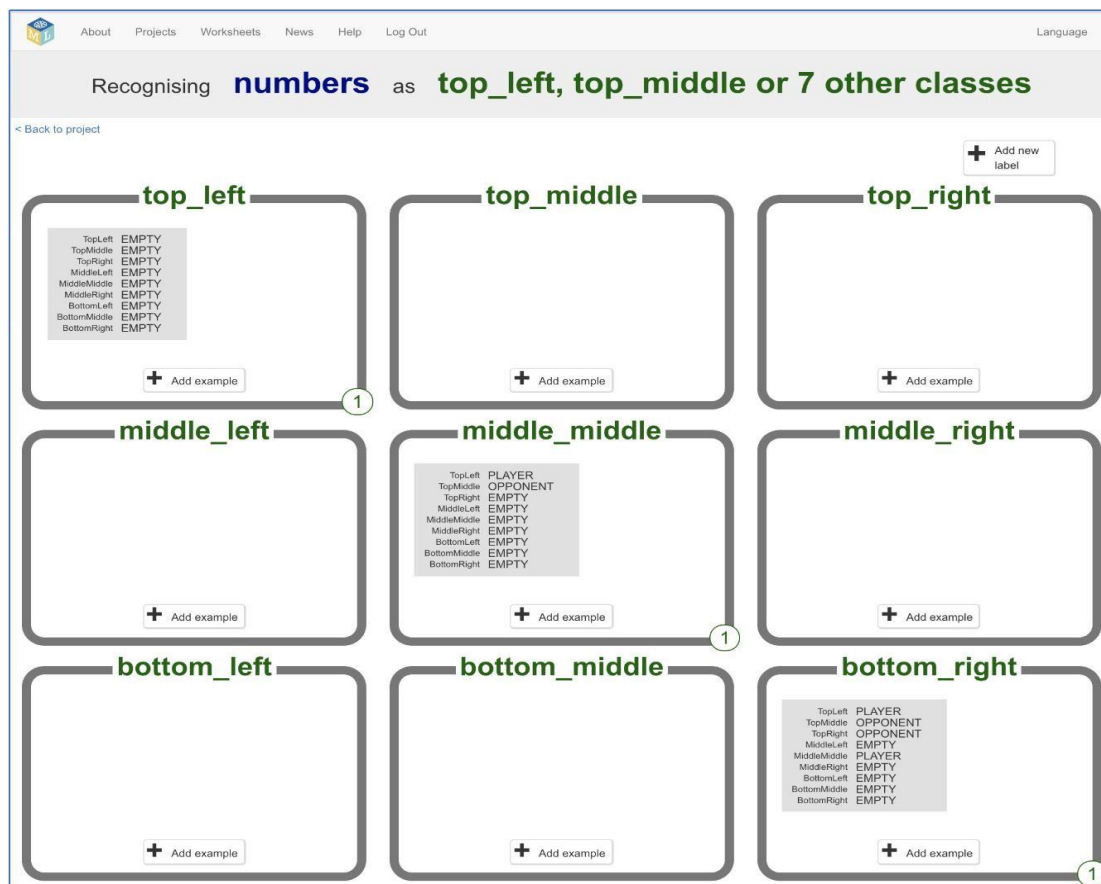 About Projects Worksheets News Help Log Out Language
Recognising numbers as top_left, top_middle or 7 other classes
< Back to project
Add new
label
top_left
TopLeft EMPTY
TopMiddle EMPTY
TopRight EMPTY
MiddleLeft EMPTY
MiddleMiddle EMPTY
MiddleRight EMPTY
BottomLeft EMPTY
BottomMiddle EMPTY
BottomRight EMPTY
Add example
1
top_middle
Add example
top_right
Add example
middle_left
Add example
middle_middle
TopLeft PLAYER
TopMiddle OPPONENT
TopRight EMPTY
MiddleLeft EMPTY
MiddleMiddle EMPTY
MiddleRight EMPTY
BottomLeft EMPTY
BottomMiddle EMPTY
BottomRight EMPTY
Add example
1
middle_right
Add example
bottom_left
Add example
bottom_middle
Add example
bottom_right
TopLeft PLAYER
TopMiddle OPPONENT
TopRight OPPONENT
MiddleLeft EMPTY
MiddleMiddle PLAYER
MiddleRight EMPTY
BottomLeft EMPTY
BottomMiddle EMPTY
BottomRight EMPTY
Add example
1